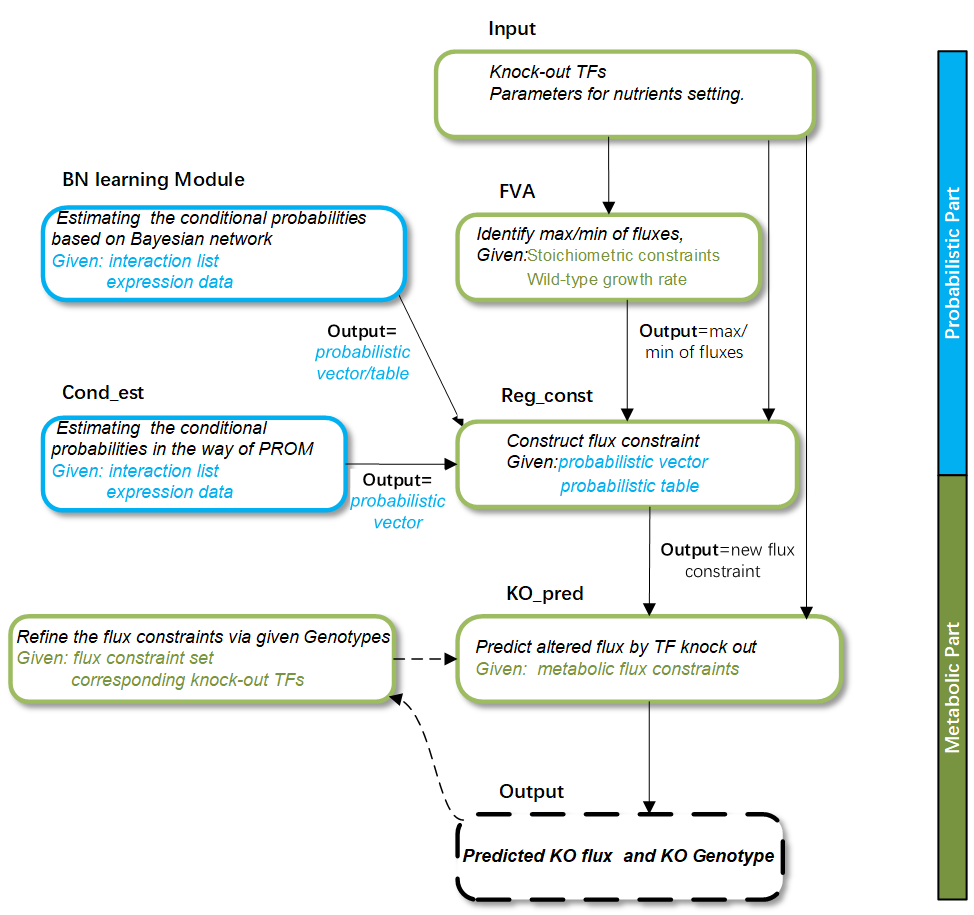 Input
Knock-out TFs
Parameters for nutrients setting.
BN learning Module
Estimating the conditional probabilities
based on Bayesian network
Given: interaction list
expression data
FVA
Identify max/min of fluxes,
Given:Stoichiometric constraints
Wild-type growth rate
Output=
probabilistic
vector/table
Output=max/
min of fluxes
Cond_est
Estimating the conditional
probabilities in the way of PROM
Given: interaction list
expression data
Output=
probabilistic
vector
Reg_const
Construct flux constraint
Given:probabilistic vector
probabilistic table
Output=new flux
constraint
KO_pred
Refine the flux constraints via given Genotypes
Given: flux constraint set
corresponding knock-out TFs
Predict altered flux by TF knock out
Given: metabolic flux constraints
Output
Predicted KO flux and KO Genotype
Probabilistic Part
Metabolic Part